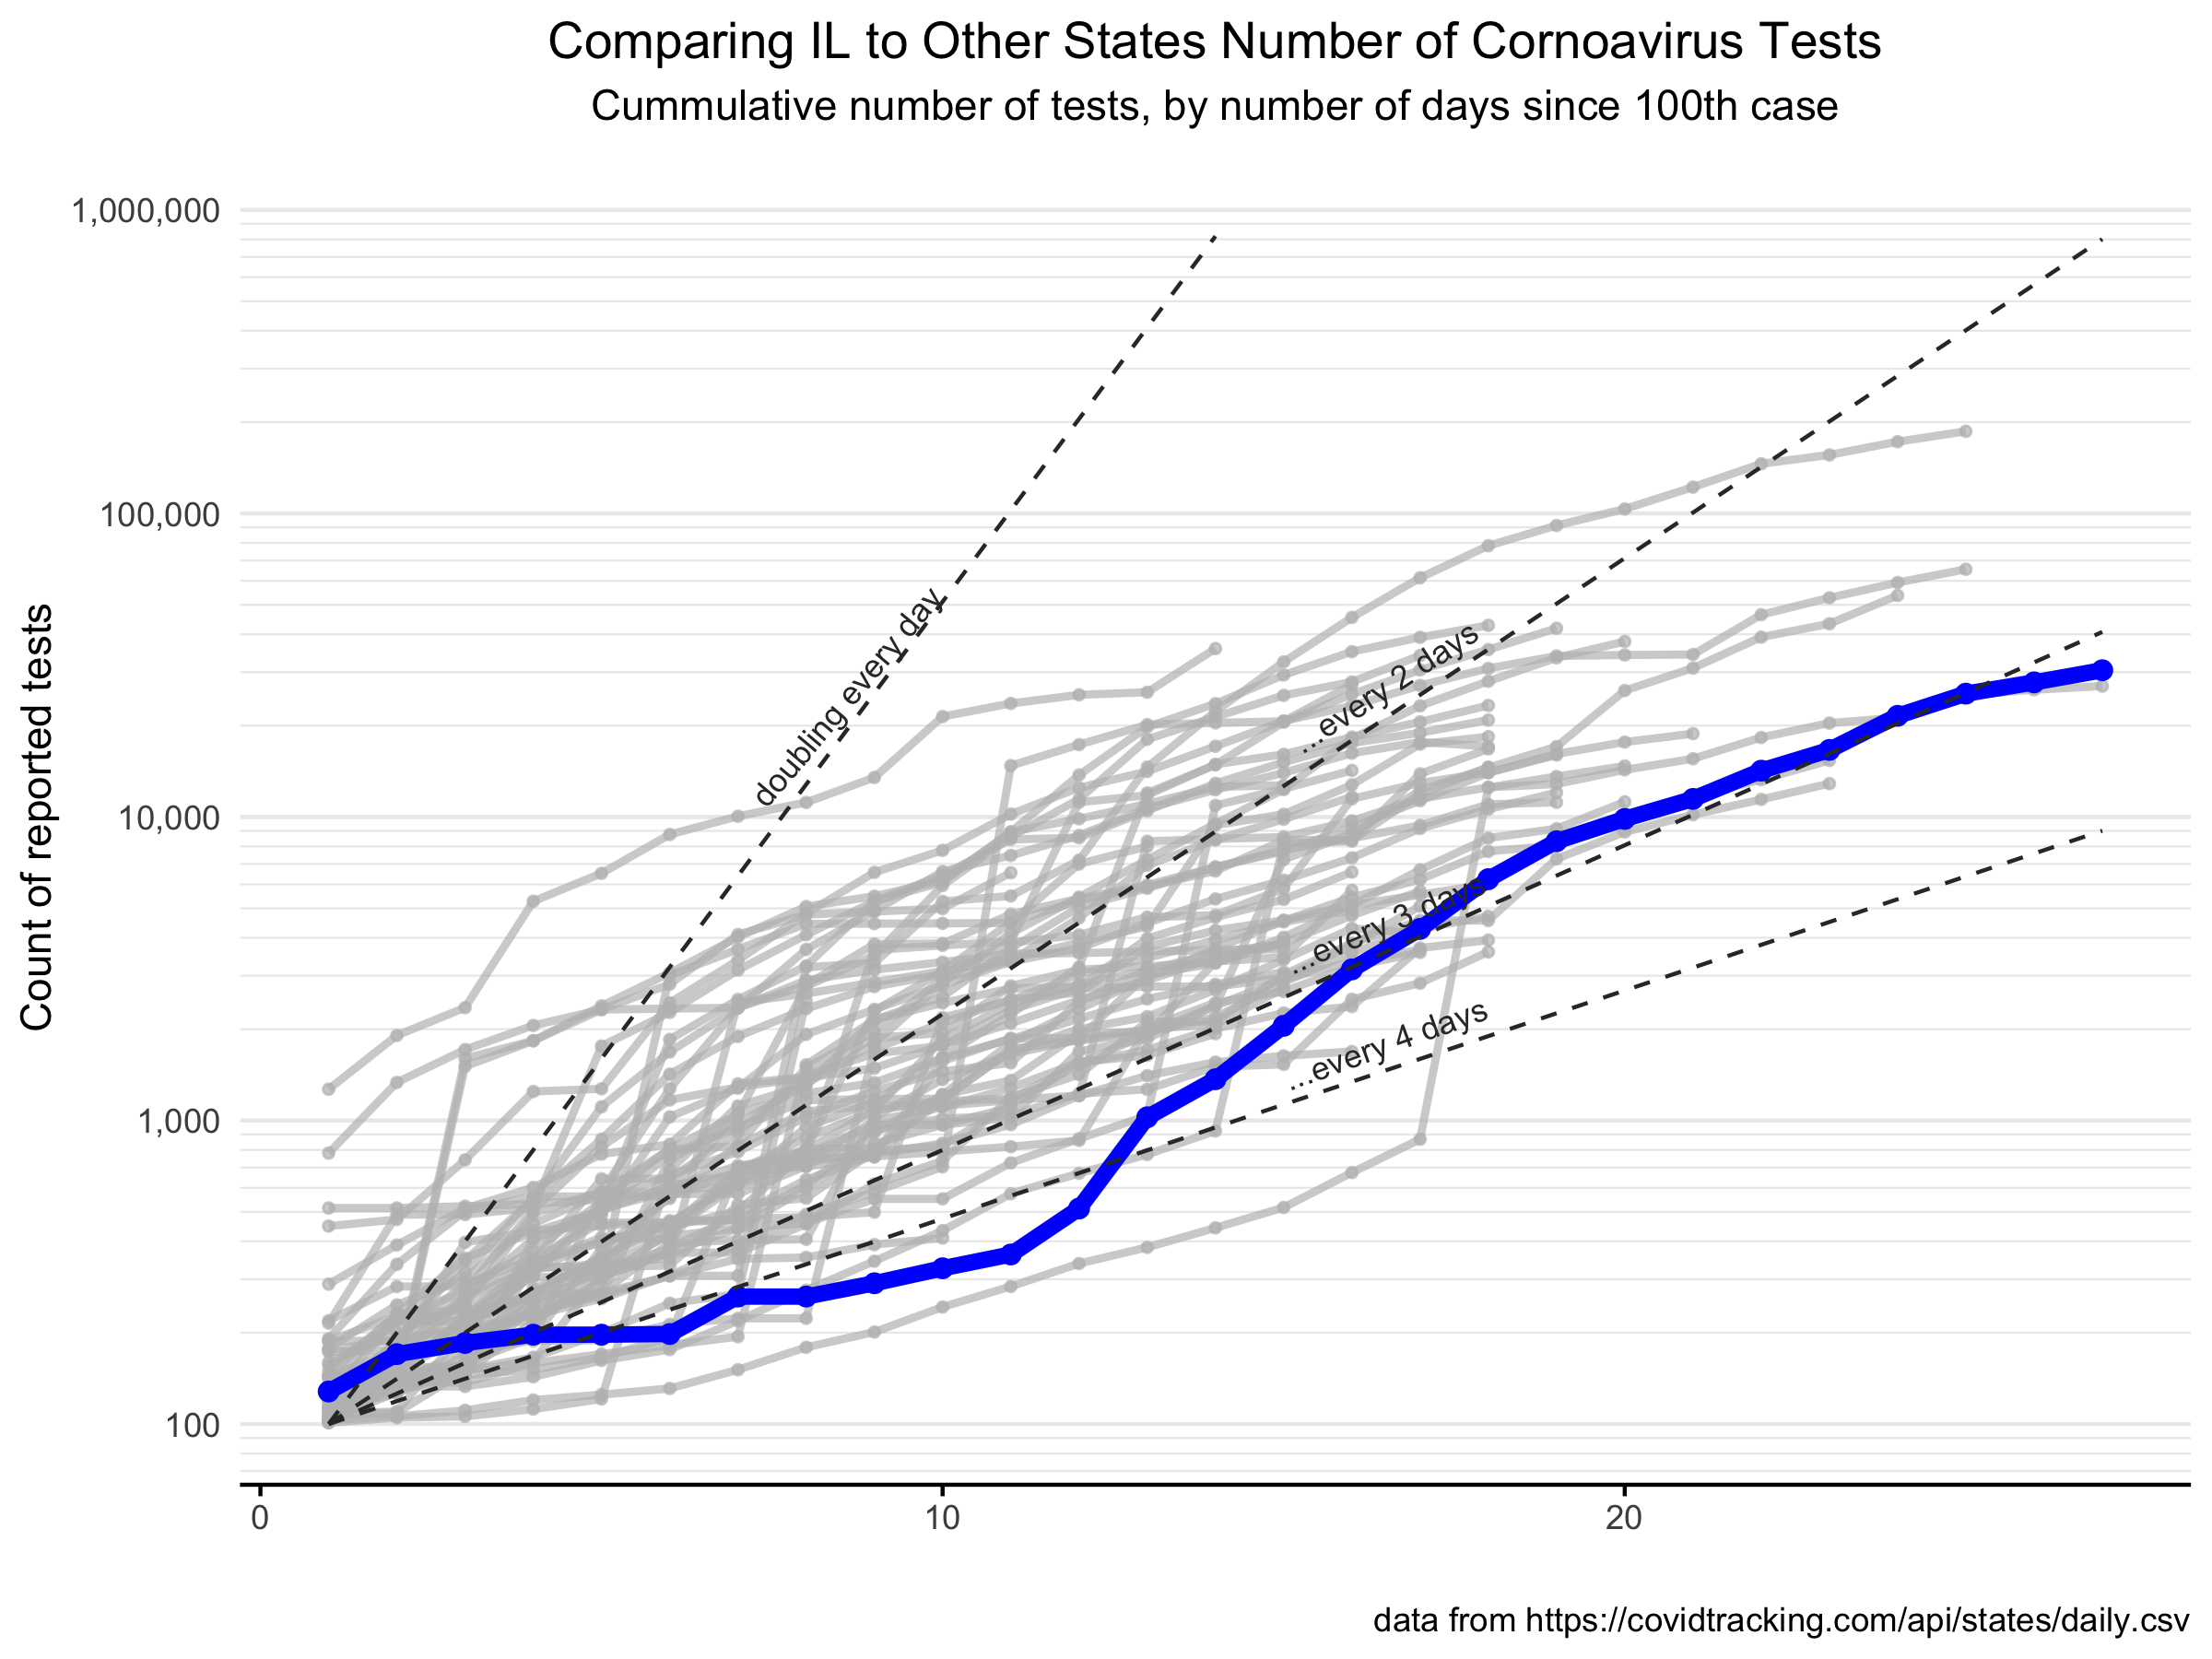 Comparing IL to Other States Number of Cornoavirus Tests
Cummulative number of tests, by number of days since 100th case
Count of reported tests
1,000,000
100,000
10,000
1,000
100
doubling every day
...every 2 days
...every 3 days
...every 4 days
0
10
20
data from https://covidtracking.com/api/states/daily.csv